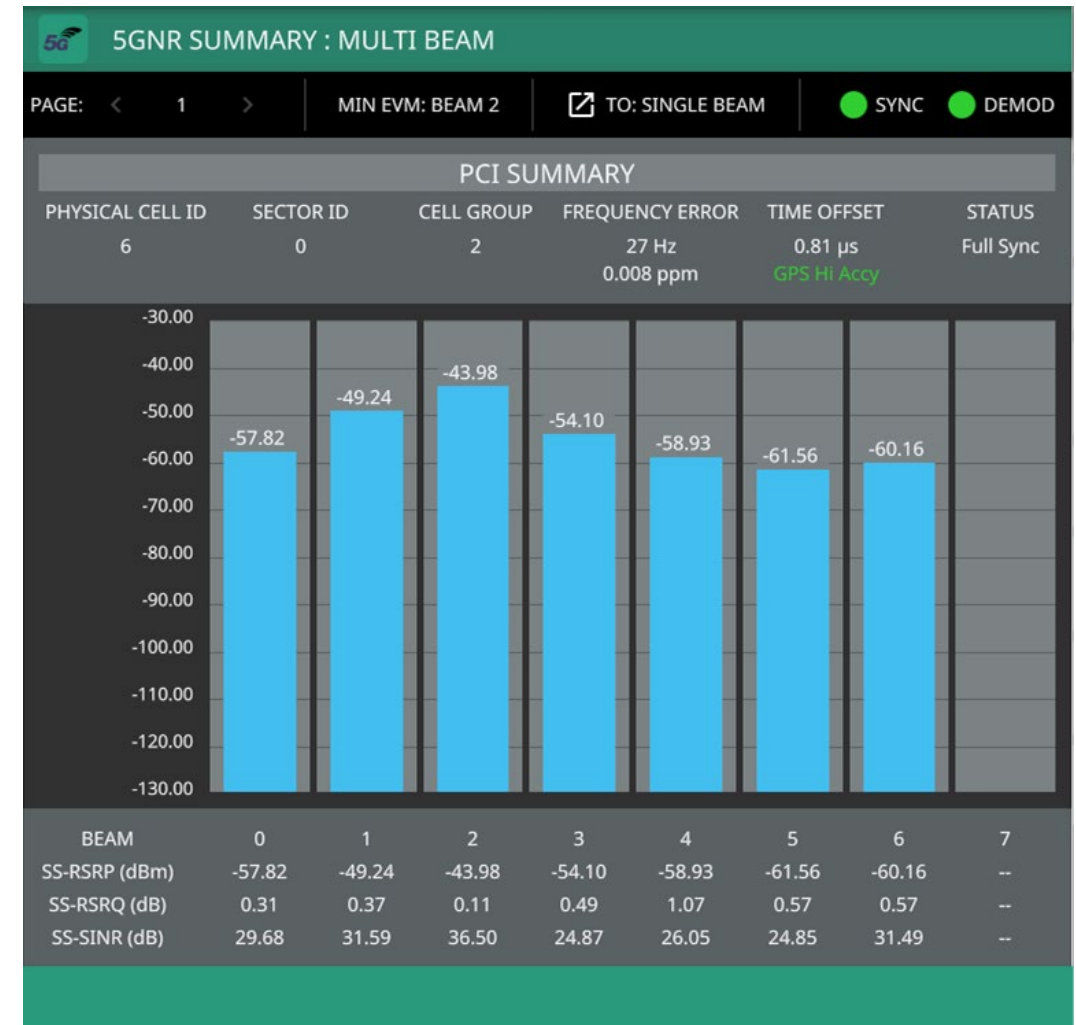 5G 5GNR SUMMARY : MULTI BEAM
PAGE: < 1 > MIN EVM: BEAM 2 TO: SINGLE BEAM SYNC DEMOD
PCI SUMMARY
PHYSICAL CELL ID SECTOR ID CELL GROUP FREQUENCY ERROR TIME OFFSET STATUS
6 0 2 27 Hz 0.81 µs Full Sync
0.008 ppm GPS Hi Accy
-30.00
-40.00
-43.98
-49.24
-50.00
-54.10
-57.82
-58.93
-60.16
-61.56
-60.00
-70.00
-80.00
-90.00
-100.00
-110.00
-120.00
-130.00
BEAM 0 1 2 3 4 5 6 7
SS-RSRP (dBm) -57.82 -49.24 -43.98 -54.10 -58.93 -61.56 -60.16 --
SS-RSRQ (dB) 0.31 0.37 0.11 0.49 1.07 0.57 0.57 --
SS-SINR (dB) 29.68 31.59 36.50 24.87 26.05 24.85 31.49 --